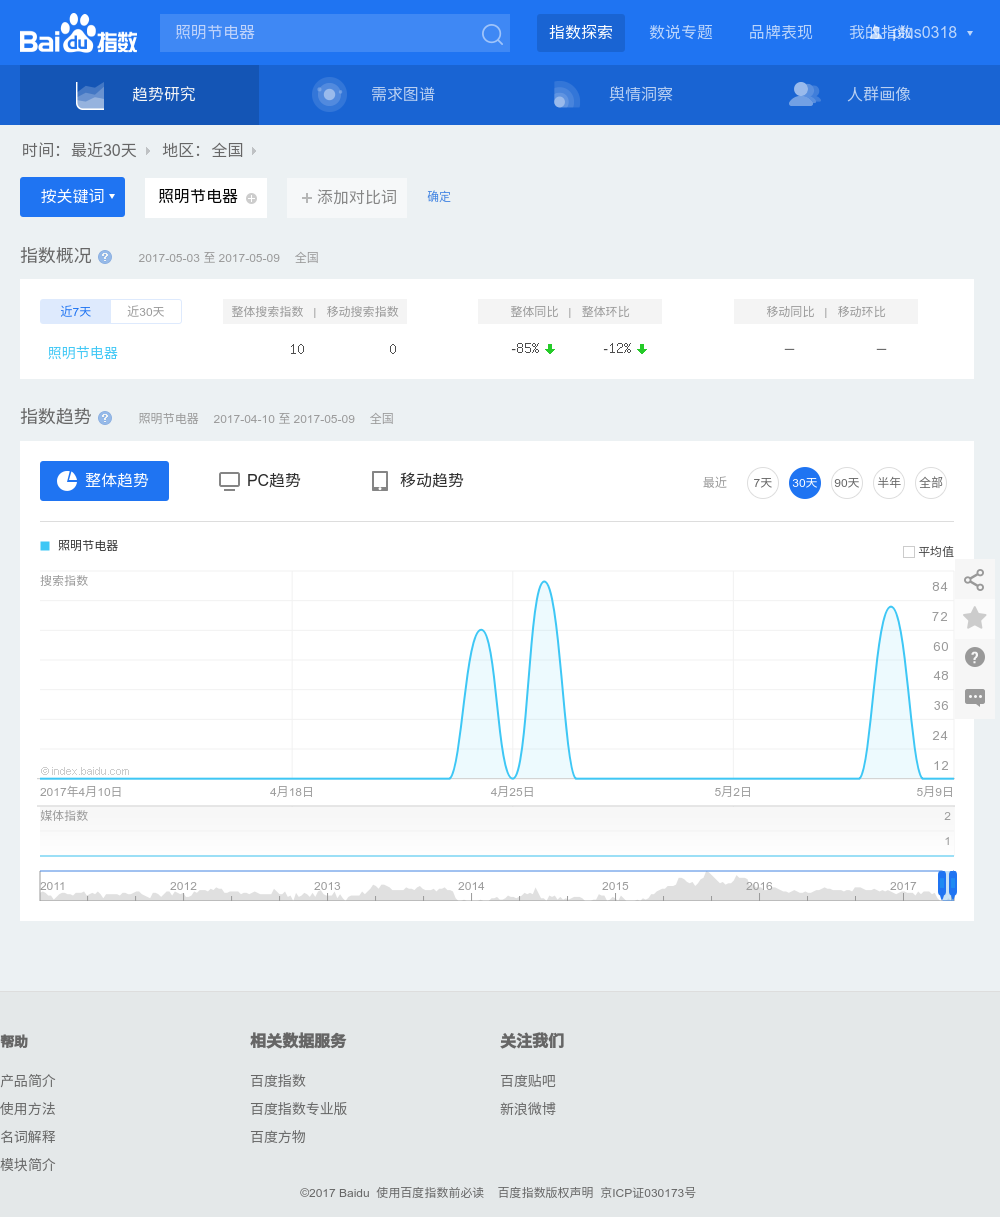 Bai du 指数
照明节电器
指数探索 数说专题 品牌表现 我的指数 plus0318
趋势研究 需求图谱 舆情洞察 人群画像
时间： 最近30天 地区： 全国
按关键词 照明节电器 + 添加对比词 确定
指数概况 ? 2017-05-03 至 2017-05-09 全国
近7天 近30天 整体搜索指数 | 移动搜索指数 整体同比 | 整体环比 移动同比 | 移动环比
照明节电器 10 0 -85% -12% — —
指数趋势 ? 照明节电器 2017-04-10 至 2017-05-09 全国
整体趋势 PC趋势 移动趋势 最近 7天 30天 90天 半年 全部
照明节电器
平均值
搜索指数
84
72
60
48
36
24
12
©index.baidu.com
2017年4月10日 4月18日 4月25日 5月2日 5月9日
媒体指数 2
1
2011 2012 2013 2014 2015 2016 2017
?
帮助 相关数据服务 关注我们
产品简介 百度指数 百度贴吧
使用方法 百度指数专业版 新浪微博
名词解释 百度方物
模块简介
©2017 Baidu 使用百度指数前必读 百度指数版权声明 京ICP证030173号